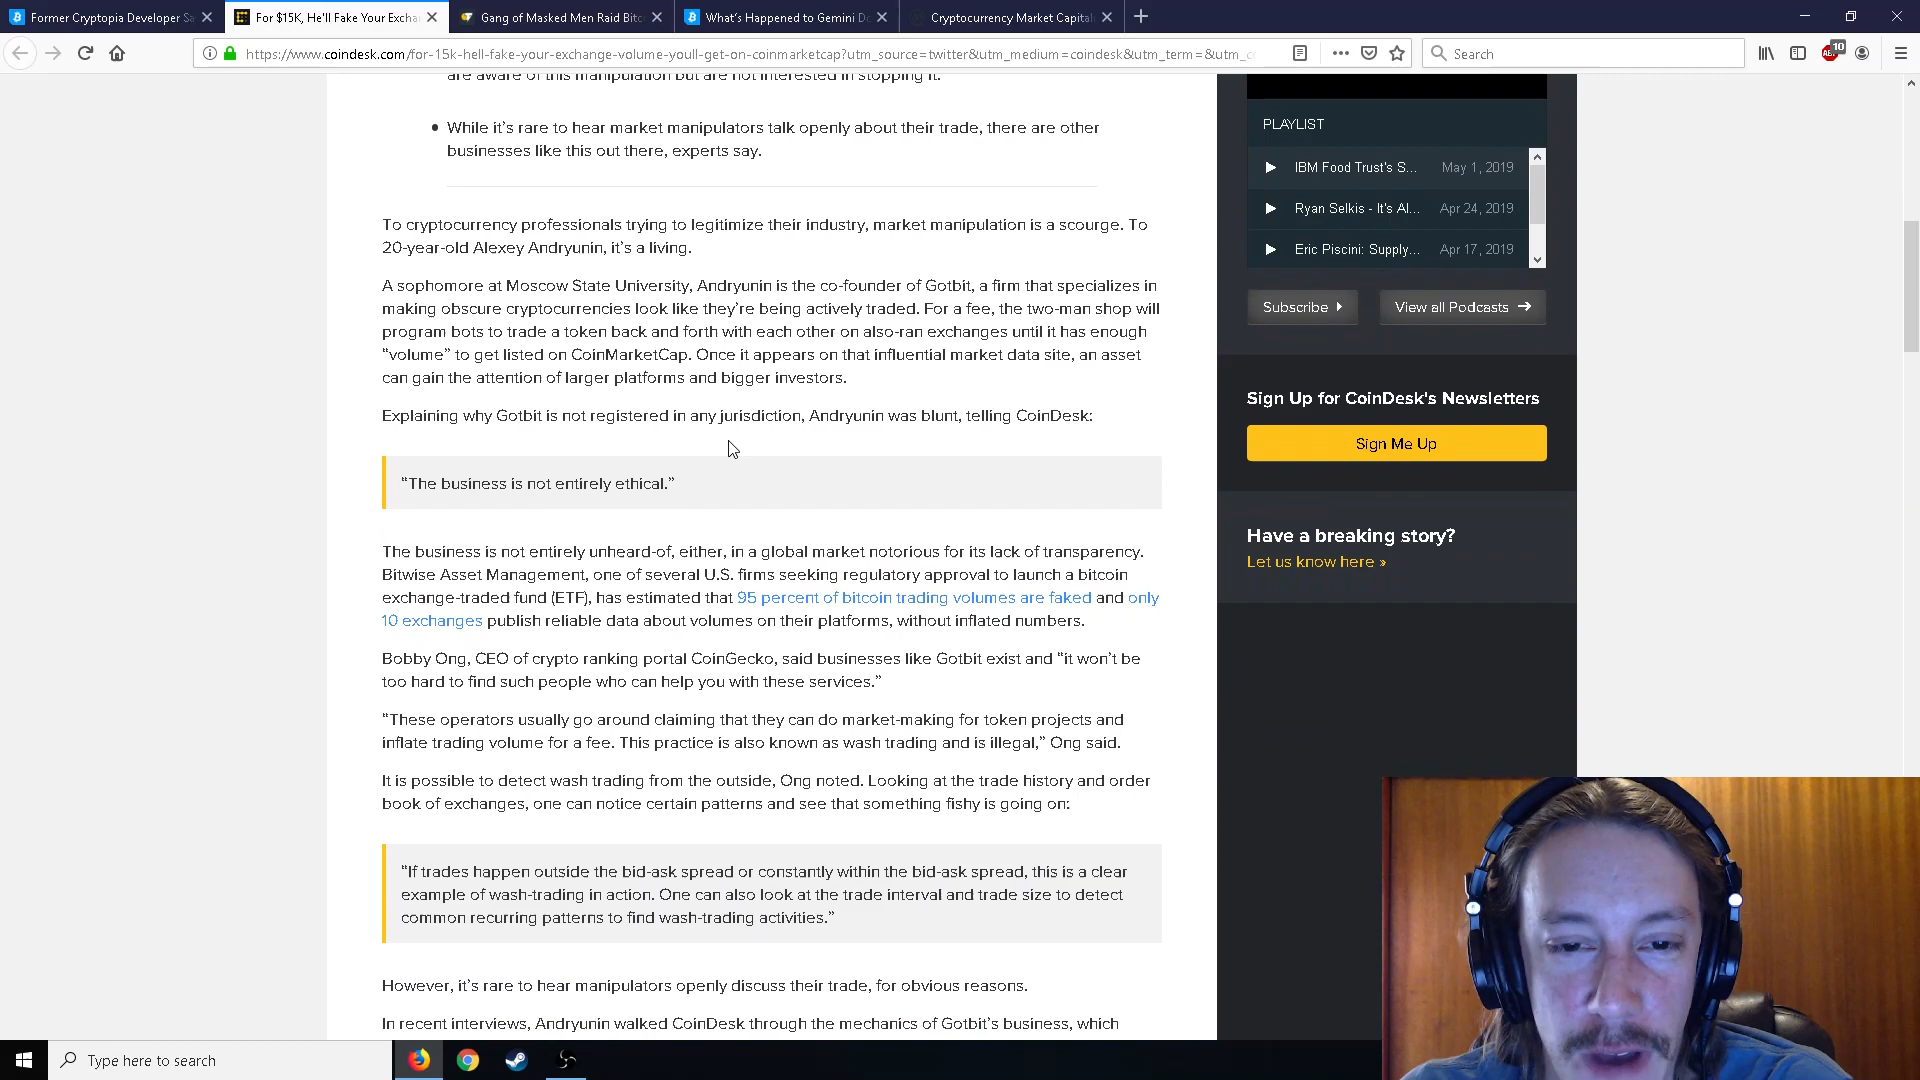 Former Cryptopia Developer Sa
For $15K, He'll Fake Your Excha
Gang of Masked Men Raid Bitc
What's Happened to Gemini Do
Cryptocurrency Market Capital
https://www.coindesk.com/for-15k-hell-fake-your-exchange-volume-youll-get-on-coinmarketcap?utm_source=twitter&utm_medium=coindesk&utm_term=&utm_c
Search
10
are aware of this manipulation but are not interested in stopping it.
• While it's rare to hear market manipulators talk openly about their trade, there are other
businesses like this out there, experts say.
To cryptocurrency professionals trying to legitimize their industry, market manipulation is a scourge. To
20-year-old Alexey Andryunin, it's a living.
A sophomore at Moscow State University, Andryunin is the co-founder of Gotbit, a firm that specializes in
making obscure cryptocurrencies look like they're being actively traded. For a fee, the two-man shop will
program bots to trade a token back and forth with each other on also-ran exchanges until it has enough
“volume” to get listed on CoinMarketCap. Once it appears on that influential market data site, an asset
can gain the attention of larger platforms and bigger investors.
Explaining why Gotbit is not registered in any jurisdiction, Andryunin was blunt, telling CoinDesk:
“The business is not entirely ethical.”
The business is not entirely unheard-of, either, in a global market notorious for its lack of transparency.
Bitwise Asset Management, one of several U.S. firms seeking regulatory approval to launch a bitcoin
exchange-traded fund (ETF), has estimated that 95 percent of bitcoin trading volumes are faked and only
10 exchanges publish reliable data about volumes on their platforms, without inflated numbers.
Bobby Ong, CEO of crypto ranking portal CoinGecko, said businesses like Gotbit exist and “it won't be
too hard to find such people who can help you with these services.”
“These operators usually go around claiming that they can do market-making for token projects and
inflate trading volume for a fee. This practice is also known as wash trading and is illegal,” Ong said.
It is possible to detect wash trading from the outside, Ong noted. Looking at the trade history and order
book of exchanges, one can notice certain patterns and see that something fishy is going on:
“If trades happen outside the bid-ask spread or constantly within the bid-ask spread, this is a clear
example of wash-trading in action. One can also look at the trade interval and trade size to detect
common recurring patterns to find wash-trading activities.”
However, it's rare to hear manipulators openly discuss their trade, for obvious reasons.
In recent interviews, Andryunin walked CoinDesk through the mechanics of Gotbit's business, which
PLAYLIST
IBM Food Trust's S... May 1, 2019
Ryan Selkis - It's Al... Apr 24, 2019
Eric Piscini: Supply... Apr 17, 2019
Subscribe
View all Podcasts
Sign Up for CoinDesk's Newsletters
Sign Me Up
Have a breaking story?
Let us know here »
Type here to search